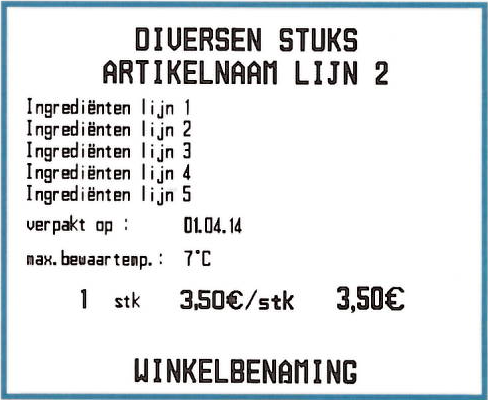 DIVERSEN STUKS
ARTIKELNAAM LIJN 2
Ingrediënten lijn 1
Ingrediënten lijn 2
Ingrediënten lijn 3
Ingrediënten lijn 4
Ingrediënten lijn 5
verpakt op : 01.04.14
max.bewaartemp.: 7°C
1 stk 3,50€/stk 3,50€
WINKELBENAMING